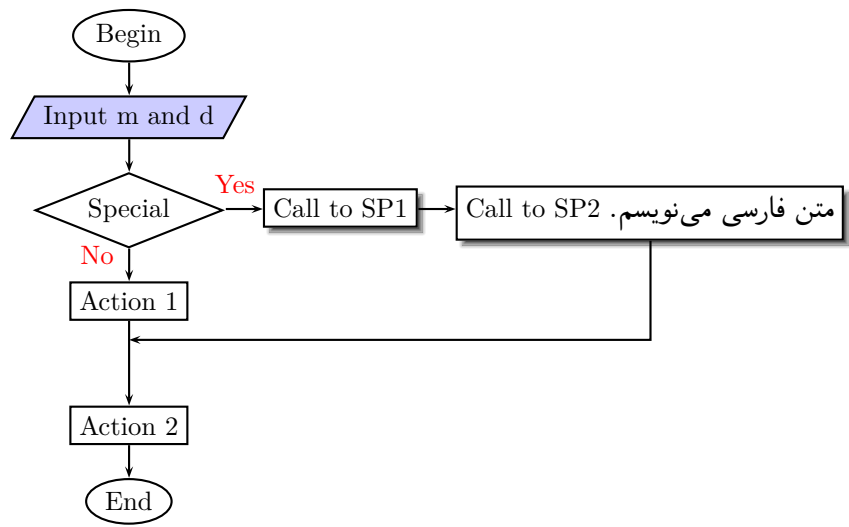 Begin
Input m and d
Special
Yes
Call to SP1
Call to SP2 متن فارسی می‌نویسم.
No
Action 1
Action 2
End